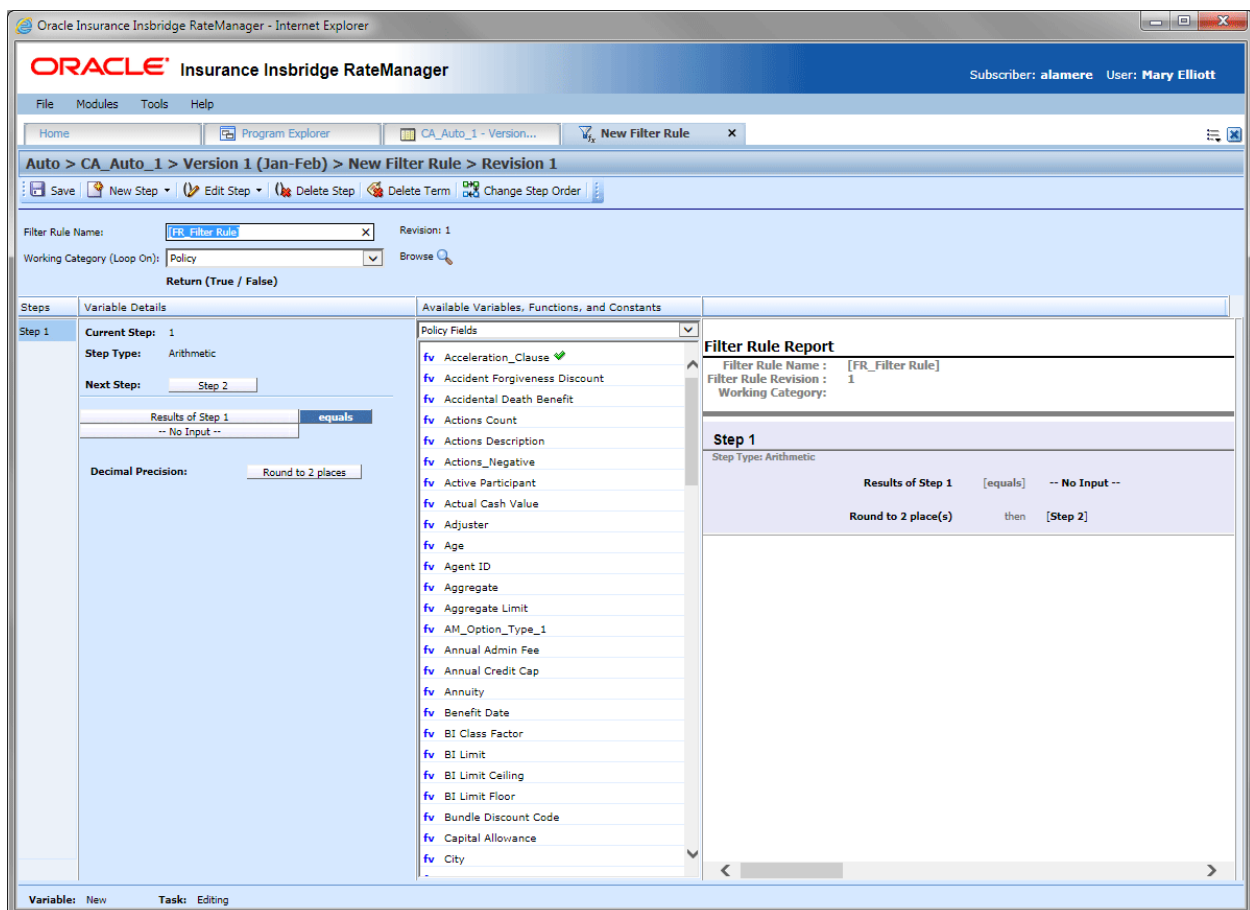 Oracle Insurance Insbridge RateManager - Internet Explorer
ORACLE® Insurance Insbridge RateManager
Subscriber: alamere User: Mary Elliott
File Modules Tools Help
Home Program Explorer CA_Auto_1 - Version... New Filter Rule x
Auto > CA_Auto_1 > Version 1 (Jan-Feb) > New Filter Rule > Revision 1
Save New Step Edit Step Delete Step Delete Term Change Step Order
Filter Rule Name: [FR_Filter Rule] x Revision: 1
Working Category (Loop On): Policy Browse
Return (True / False)
Steps Variable Details Available Variables, Functions, and Constants
Step 1
Current Step: 1
Step Type: Arithmetic
Next Step: Step 2
Results of Step 1 equals
-- No Input --
Decimal Precision: Round to 2 places
Policy Fields
fv Acceleration_Clause
fv Accident Forgiveness Discount
fv Accidental Death Benefit
fv Actions Count
fv Actions Description
fv Actions_Negative
fv Active Participant
fv Actual Cash Value
fv Adjuster
fv Age
fv Agent ID
fv Aggregate
fv Aggregate Limit
fv AM_Option_Type_1
fv Annual Admin Fee
fv Annual Credit Cap
fv Annuity
fv Benefit Date
fv BI Class Factor
fv BI Limit
fv BI Limit Ceiling
fv BI Limit Floor
fv Bundle Discount Code
fv Capital Allowance
fv City
Filter Rule Report
Filter Rule Name : [FR_Filter Rule]
Filter Rule Revision : 1
Working Category:
Step 1
Step Type: Arithmetic
Results of Step 1 [equals] -- No Input --
Round to 2 place(s) then [Step 2]
Variable: New Task: Editing